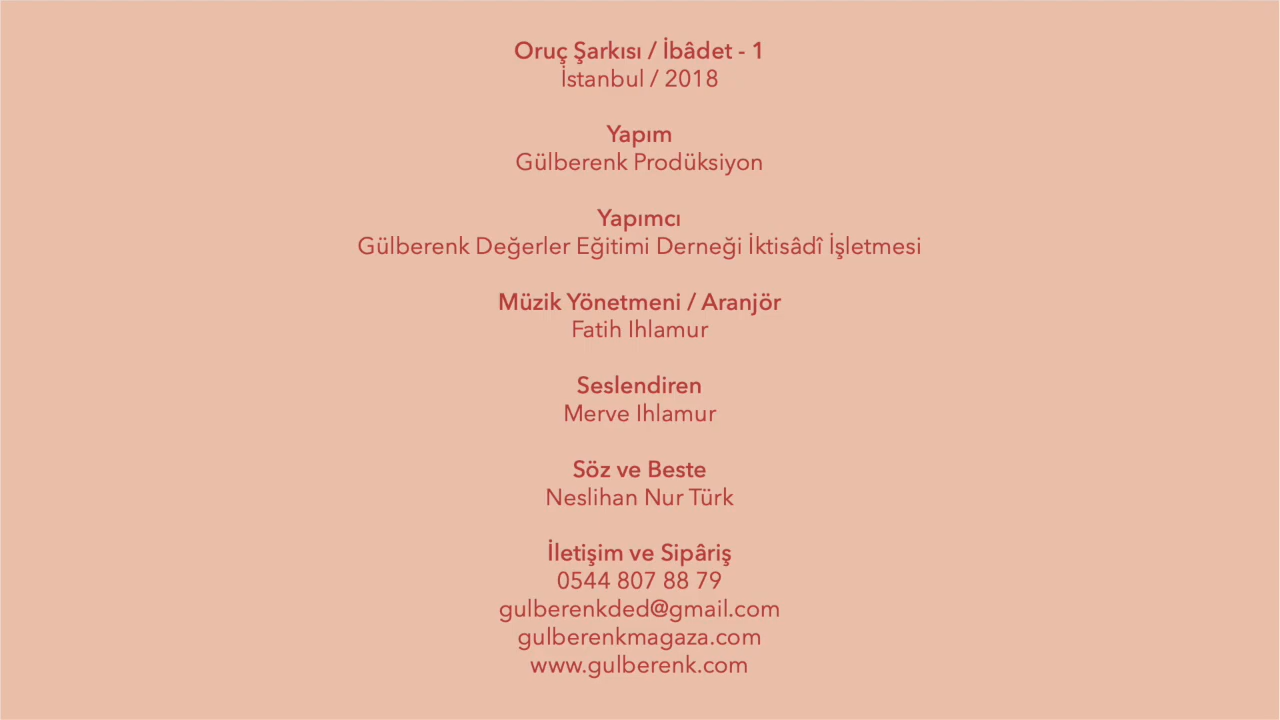 Oruç Şarkısı / İbâdet - 1
İstanbul / 2018
Yapım
Gülberenk Prodüksiyon
Yapımcı
Gülberenk Değerler Eğitimi Derneği İktisâdî İşletmesi
Müzik Yönetmeni / Aranjör
Fatih Ihlamur
Seslendiren
Merve Ihlamur
Söz ve Beste
Neslihan Nur Türk
İletişim ve Sipâriş
0544 807 88 79
gulberenkded@gmail.com
gulberenkmagaza.com
www.gulberenk.com